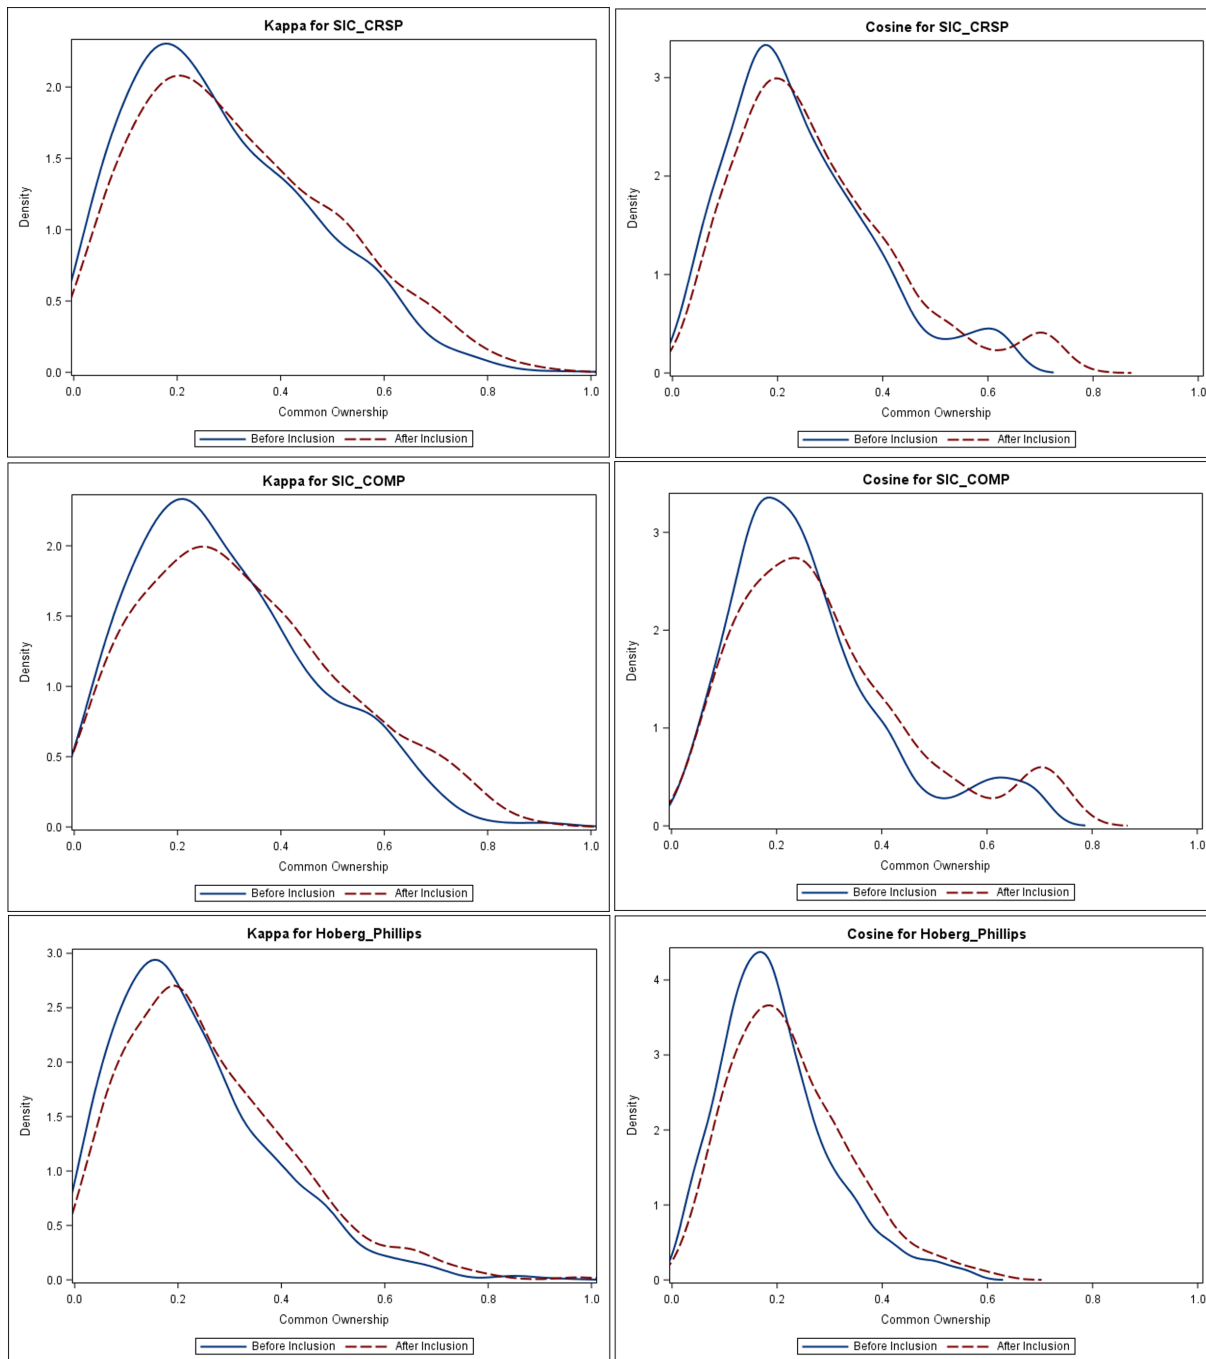 Kappa for SIC_CRSP
Density
2.0
1.5
1.0
0.5
0.0
0.0 0.2 0.4 0.6 0.8 1.0
Common Ownership
Before Inclusion After Inclusion
Cosine for SIC_CRSP
Density
3
2
1
0
0.0 0.2 0.4 0.6 0.8 1.0
Common Ownership
Before Inclusion After Inclusion
Kappa for SIC_COMP
Density
2.0
1.5
1.0
0.5
0.0
0.0 0.2 0.4 0.6 0.8 1.0
Common Ownership
Before Inclusion After Inclusion
Cosine for SIC_COMP
Density
3
2
1
0
0.0 0.2 0.4 0.6 0.8 1.0
Common Ownership
Before Inclusion After Inclusion
Kappa for Hoberg_Phillips
Density
3.0
2.5
2.0
1.5
1.0
0.5
0.0
0.0 0.2 0.4 0.6 0.8 1.0
Common Ownership
Before Inclusion After Inclusion
Cosine for Hoberg_Phillips
Density
4
3
2
1
0
0.0 0.2 0.4 0.6 0.8 1.0
Common Ownership
Before Inclusion After Inclusion